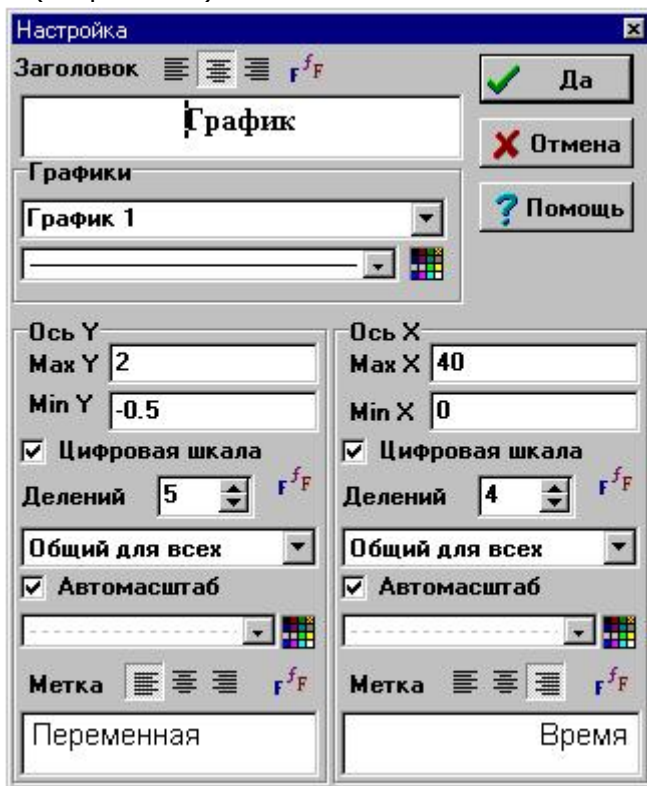 Настройка
Заголовок
Да
График
Отмена
Графики
График 1
Помощь
Ось Y
Max Y 2
Min Y -0.5
Цифровая шкала
Делений 5
Общий для всех
Автомасштаб
Метка
Переменная
Ось X
Max X 40
Min X 0
Цифровая шкала
Делений 4
Общий для всех
Автомасштаб
Метка
Время